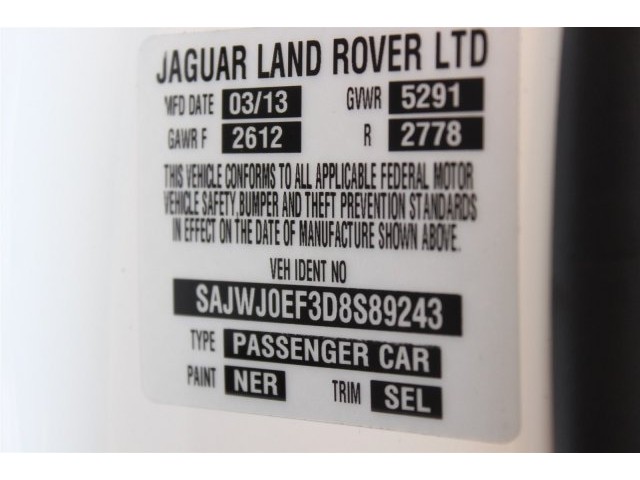 JAGUAR LAND ROVER LTD
MFD DATE 03/13 GVWR 5291
GAWR F 2612 R 2778
THIS VEHICLE CONFORMS TO ALL APPLICABLE FEDERAL MOTOR
VEHICLE SAFETY,BUMPER AND THEFT PREVENTION STANDARDS
IN EFFECT ON THE DATE OF MANUFACTURE SHOWN ABOVE.
VEH IDENT NO
SAJWJ0EF3D8S89243
TYPE PASSENGER CAR
PAINT NER TRIM SEL